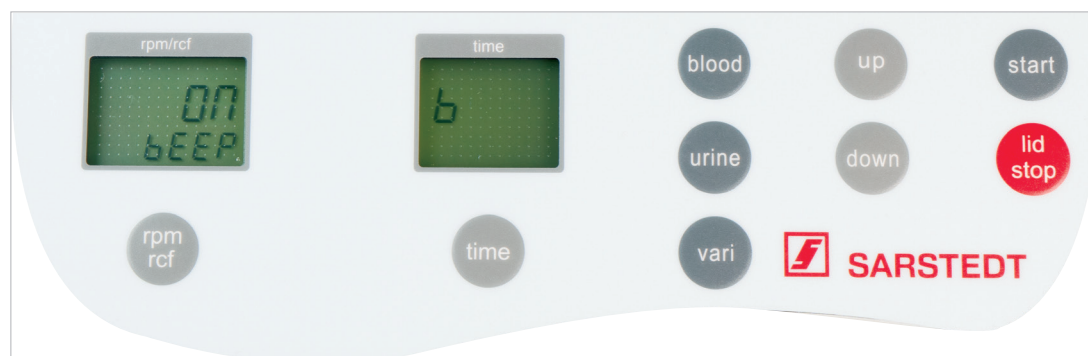 rpm/rcf
ON
bEEP
rpm
rcf
time
b
time
blood
urine
vari
up
down
start
lid
stop
SARSTEDT